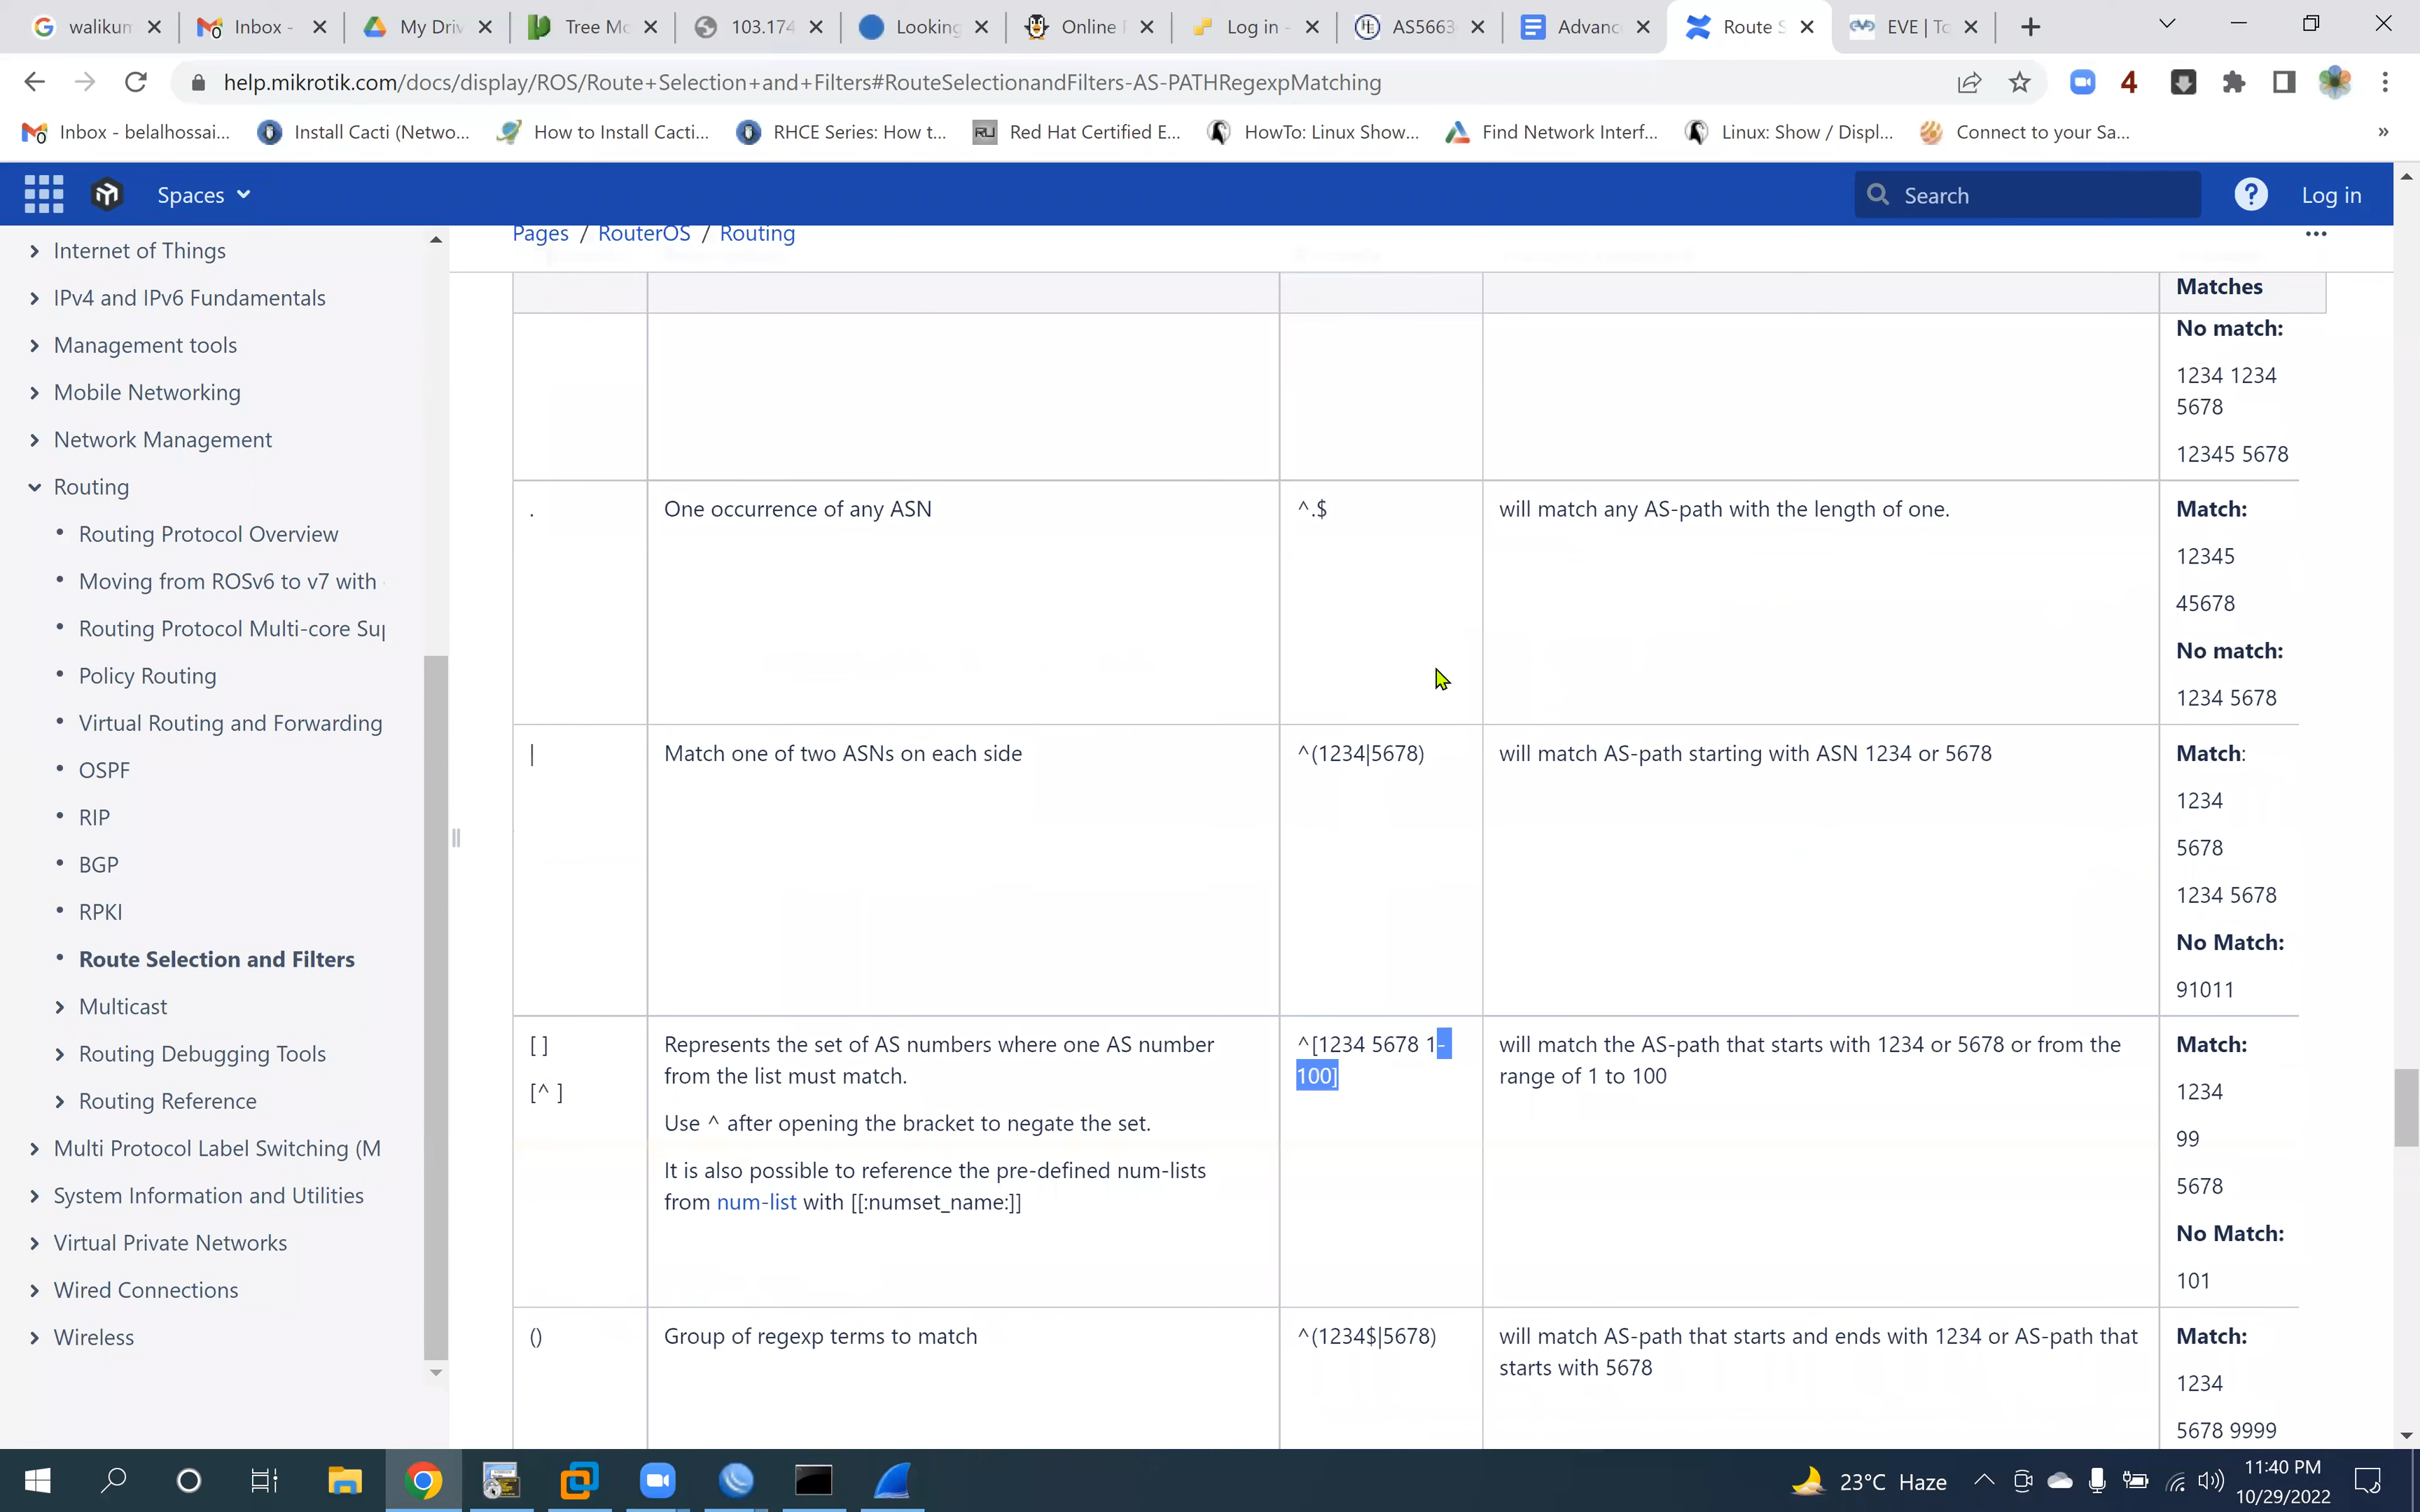 walikun
Inbox -
My Driv
Tree Mo
103.174
Looking
Online
Log in -
AS5663
Advanc
Route S
EVE | To
help.mikrotik.com/docs/display/ROS/Route+Selection+and+Filters#RouteSelectionandFilters-AS-PATHRegexpMatching
4
Inbox - belalhossai...
Install Cacti (Netwo...
How to Install Cacti...
RHCE Series: How t...
RU
Red Hat Certified E...
HowTo: Linux Show...
Find Network Interf...
Linux: Show / Displ...
Connect to your Sa...
»
Spaces
Search
?
Log in
Internet of Things
IPv4 and IPv6 Fundamentals
Management tools
Mobile Networking
Network Management
Routing
• Routing Protocol Overview
• Moving from ROSv6 to v7 with
• Routing Protocol Multi-core Su
• Policy Routing
• Virtual Routing and Forwarding
• OSPF
• RIP
• BGP
• RPKI
• Route Selection and Filters
Multicast
Routing Debugging Tools
Routing Reference
Multi Protocol Label Switching (M
System Information and Utilities
Virtual Private Networks
Wired Connections
Wireless
Pages / RouterOS / Routing
Matches
No match:
1234 1234
5678
12345 5678
.
One occurrence of any ASN
^.$
will match any AS-path with the length of one.
Match:
12345
45678
No match:
1234 5678
|
Match one of two ASNs on each side
^(1234|5678)
will match AS-path starting with ASN 1234 or 5678
Match:
1234
5678
1234 5678
No Match:
91011
[ ]
[^ ]
Represents the set of AS numbers where one AS number
from the list must match.
Use ^ after opening the bracket to negate the set.
It is also possible to reference the pre-defined num-lists
from num-list with [[:numset_name:]]
^[1234 5678 1-
100]
will match the AS-path that starts with 1234 or 5678 or from the
range of 1 to 100
Match:
1234
99
5678
No Match:
101
()
Group of regexp terms to match
^(1234$|5678)
will match AS-path that starts and ends with 1234 or AS-path that
starts with 5678
Match:
1234
5678 9999
23°C Haze
11:40 PM
10/29/2022